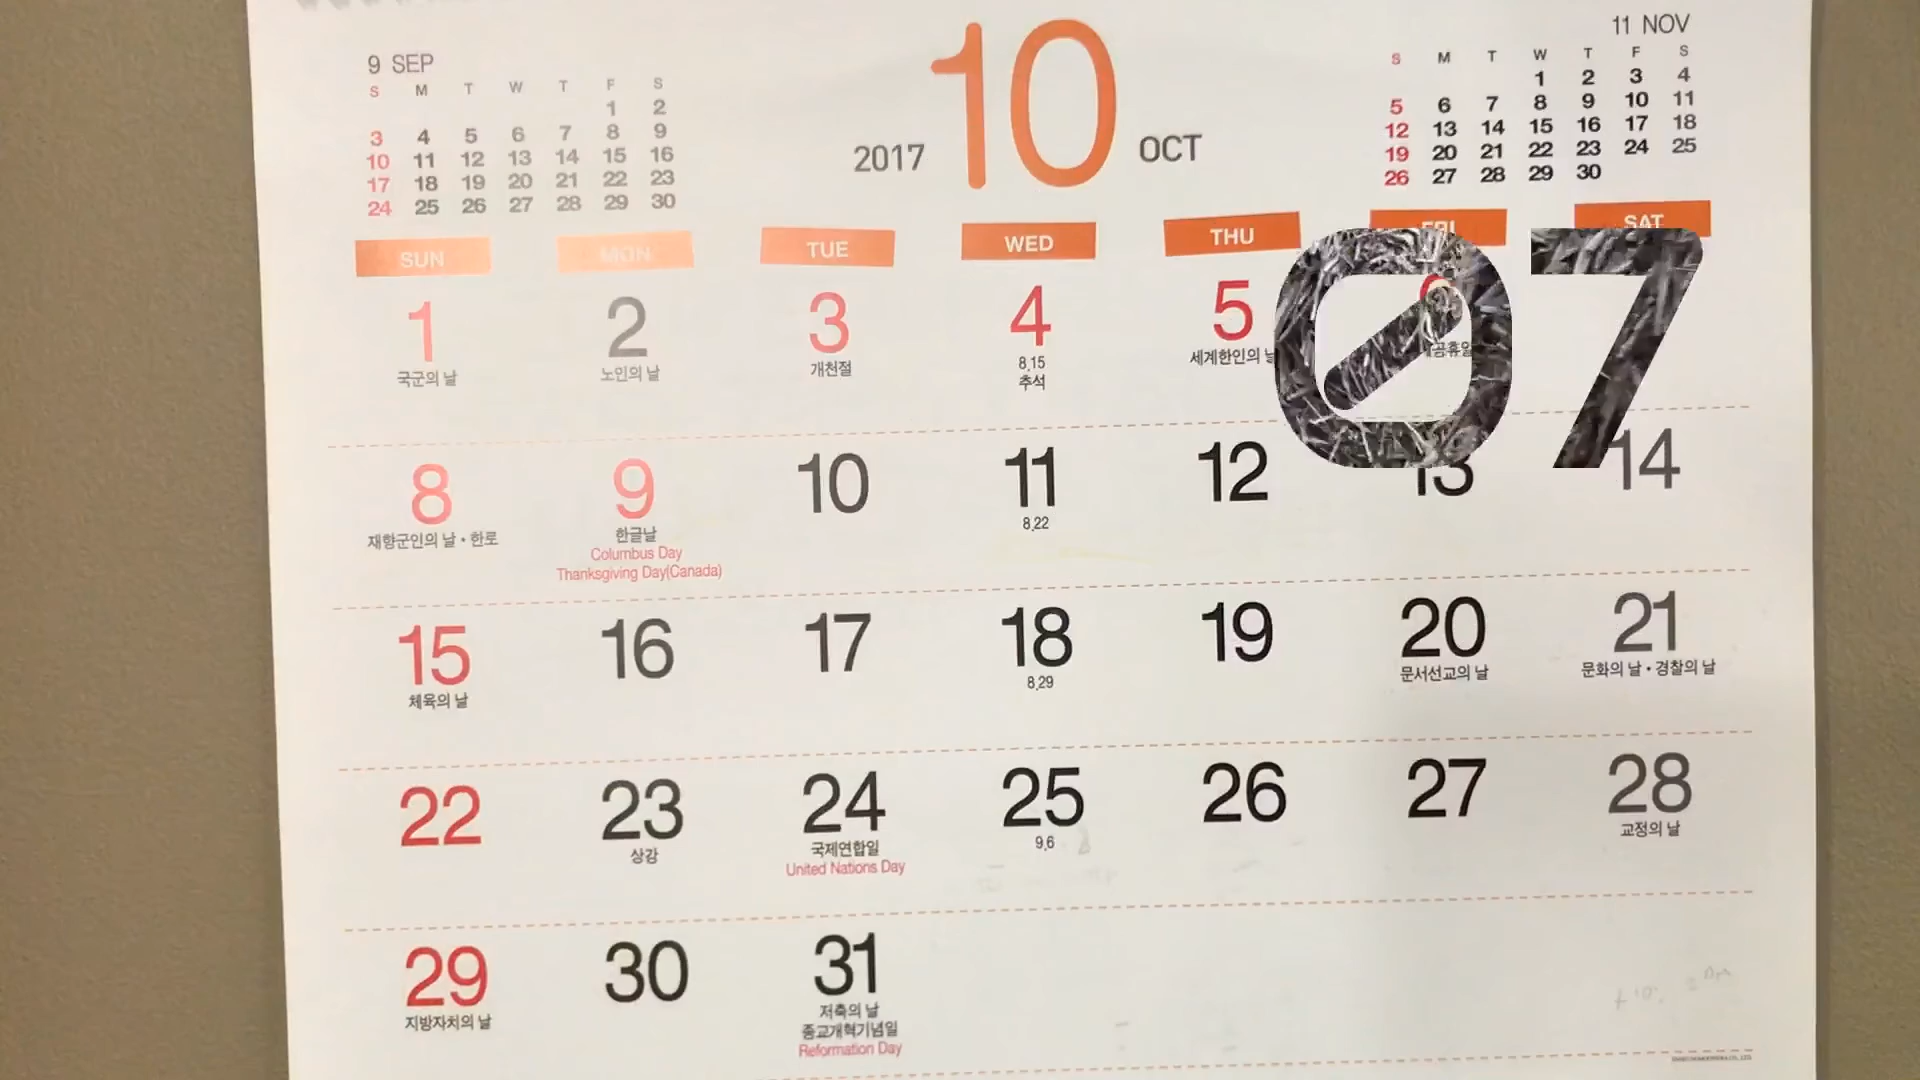 9 SEP
S M T W T F S
1 2
3 4 5 6 7 8 9
10 11 12 13 14 15 16
17 18 19 20 21 22 23
24 25 26 27 28 29 30
2017 10 OCT
11 NOV
S M T W T F S
1 2 3 4
5 6 7 8 9 10 11
12 13 14 15 16 17 18
19 20 21 22 23 24 25
26 27 28 29 30
SUN MON TUE WED THU FRI SAT
07
1 2 3 4 5
국군의 날 노인의 날 개천절 8.15 세계한인의 날
추석
8 9 10 11 12 13 14
재향군인의 날・한로 한글날 8.22
Columbus Day
Thanksgiving Day(Canada)
15 16 17 18 19 20 21
체육의 날 8.29 문서선교의 날 문화의 날・경찰의 날
22 23 24 25 26 27 28
상강 국제연합일 9.6 교정의 날
United Nations Day
29 30 31
지방자치의 날 저축의 날
종교개혁기념일
Reformation Day